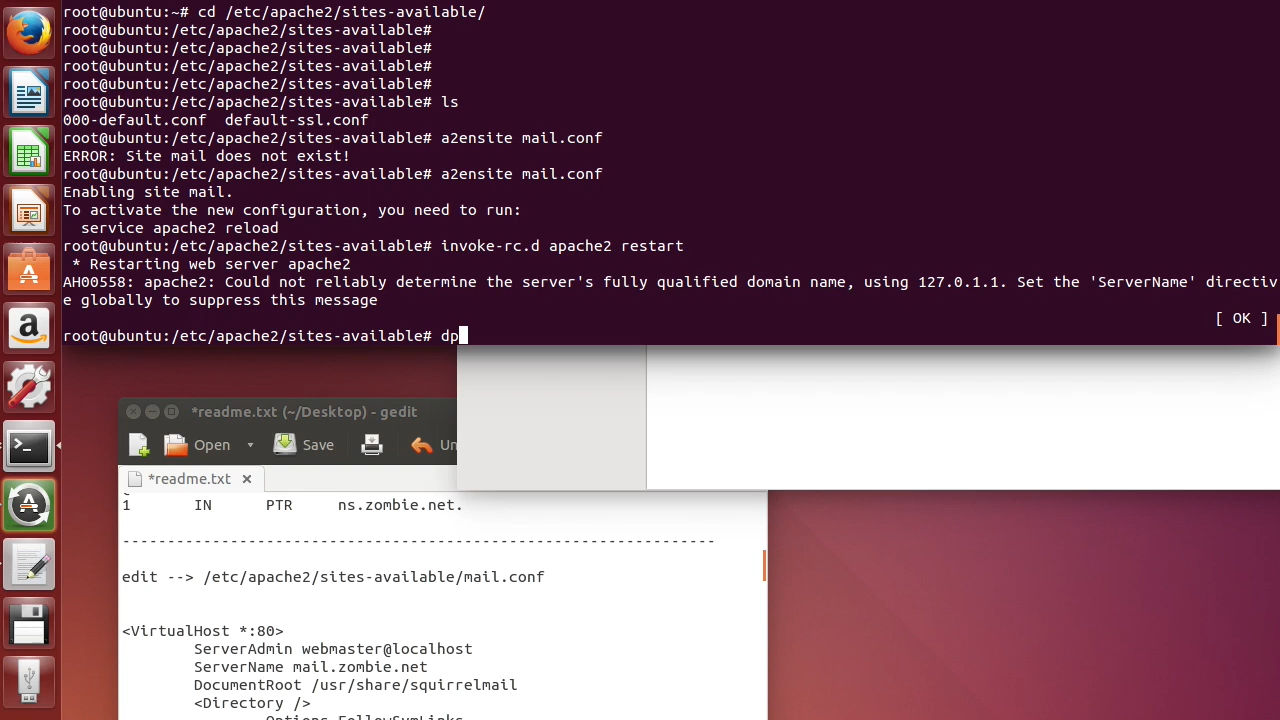 root@ubuntu:~# cd /etc/apache2/sites-available/
root@ubuntu:/etc/apache2/sites-available#
root@ubuntu:/etc/apache2/sites-available#
root@ubuntu:/etc/apache2/sites-available#
root@ubuntu:/etc/apache2/sites-available#
root@ubuntu:/etc/apache2/sites-available# ls
000-default.conf  default-ssl.conf
root@ubuntu:/etc/apache2/sites-available# a2ensite mail.conf
ERROR: Site mail does not exist!
root@ubuntu:/etc/apache2/sites-available# a2ensite mail.conf
Enabling site mail.
To activate the new configuration, you need to run:
  service apache2 reload
root@ubuntu:/etc/apache2/sites-available# invoke-rc.d apache2 restart
 * Restarting web server apache2
AH00558: apache2: Could not reliably determine the server's fully qualified domain name, using 127.0.1.1. Set the 'ServerName' directiv
e globally to suppress this message
[ OK ]
root@ubuntu:/etc/apache2/sites-available# dp
*readme.txt (~/Desktop) - gedit
Open Save Un
*readme.txt
1       IN      PTR     ns.zombie.net.
------------------------------------------------------------------
edit --> /etc/apache2/sites-available/mail.conf
<VirtualHost *:80>
        ServerAdmin webmaster@localhost
        ServerName mail.zombie.net
        DocumentRoot /usr/share/squirrelmail
        <Directory />
                Options FollowSymLinks